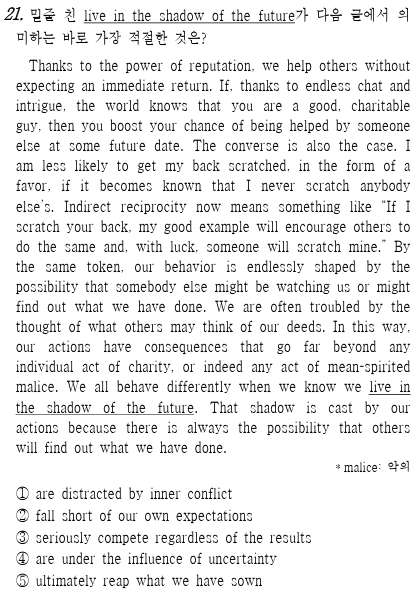 21. 밑줄 친 live in the shadow of the future가 다음 글에서 의
미하는 바로 가장 적절한 것은?
Thanks to the power of reputation, we help others without
expecting an immediate return. If, thanks to endless chat and
intrigue, the world knows that you are a good, charitable
guy, then you boost your chance of being helped by someone
else at some future date. The converse is also the case. I
am less likely to get my back scratched, in the form of a
favor, if it becomes known that I never scratch anybody
else's. Indirect reciprocity now means something like “If I
scratch your back, my good example will encourage others to
do the same and, with luck, someone will scratch mine.” By
the same token, our behavior is endlessly shaped by the
possibility that somebody else might be watching us or might
find out what we have done. We are often troubled by the
thought of what others may think of our deeds. In this way,
our actions have consequences that go far beyond any
individual act of charity, or indeed any act of mean-spirited
malice. We all behave differently when we know we live in
the shadow of the future. That shadow is cast by our
actions because there is always the possibility that others
will find out what we have done.
* malice: 악의
① are distracted by inner conflict
② fall short of our own expectations
③ seriously compete regardless of the results
④ are under the influence of uncertainty
⑤ ultimately reap what we have sown